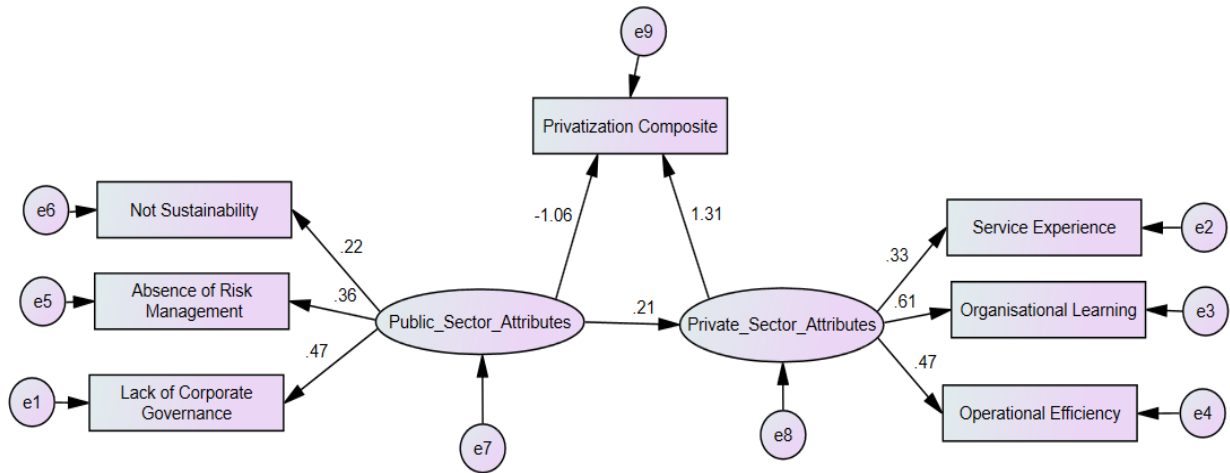 e9
Privatization Composite
e6
Not Sustainability
-1.06
1.31
Service Experience
e2
.22
.33
e5
Absence of Risk
Management
.36
Public_Sector_Attributes
.21
Private_Sector_Attributes
.61
Organisational Learning
e3
.47
.47
e1
Lack of Corporate
Governance
Operational Efficiency
e4
e7
e8